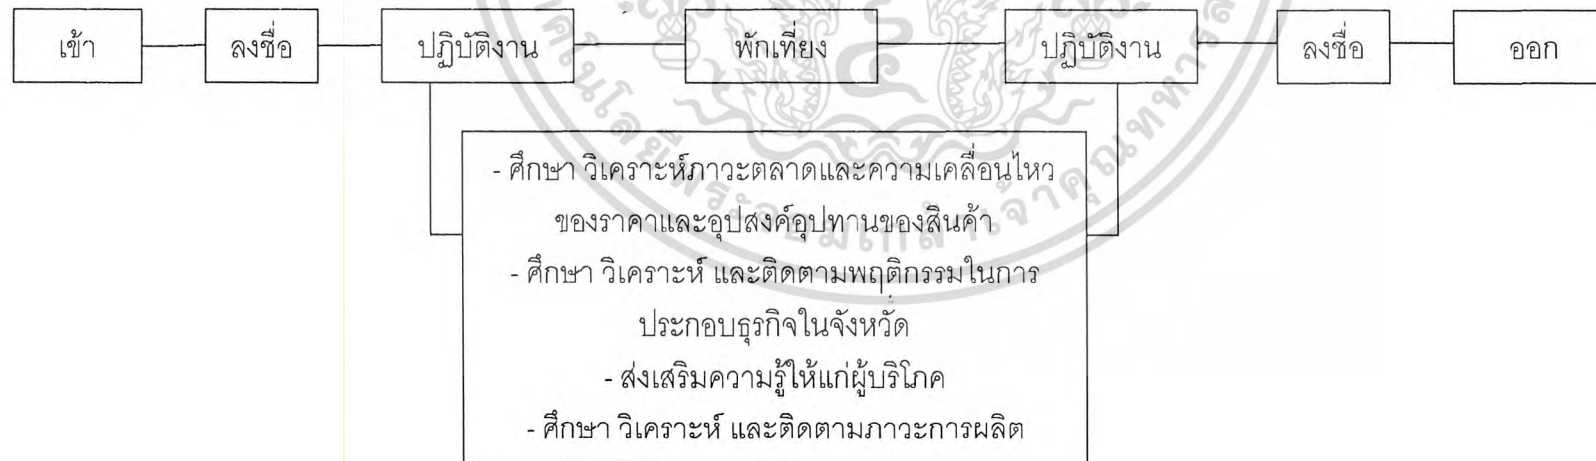 เข้า
ลงชื่อ
ปฏิบัติงาน
พักเที่ยง
ปฏิบัติงาน
ลงชื่อ
ออก
- ศึกษา วิเคราะห์ภาวะตลาดและความเคลื่อนไหว
ของราคาและอุปสงค์อุปทานของสินค้า
- ศึกษา วิเคราะห์ และติดตามพฤติกรรมในการ
ประกอบธุรกิจในจังหวัด
- ส่งเสริมความรู้ให้แก่ผู้บริโภค
- ศึกษา วิเคราะห์ และติดตามภาวะการผลิต